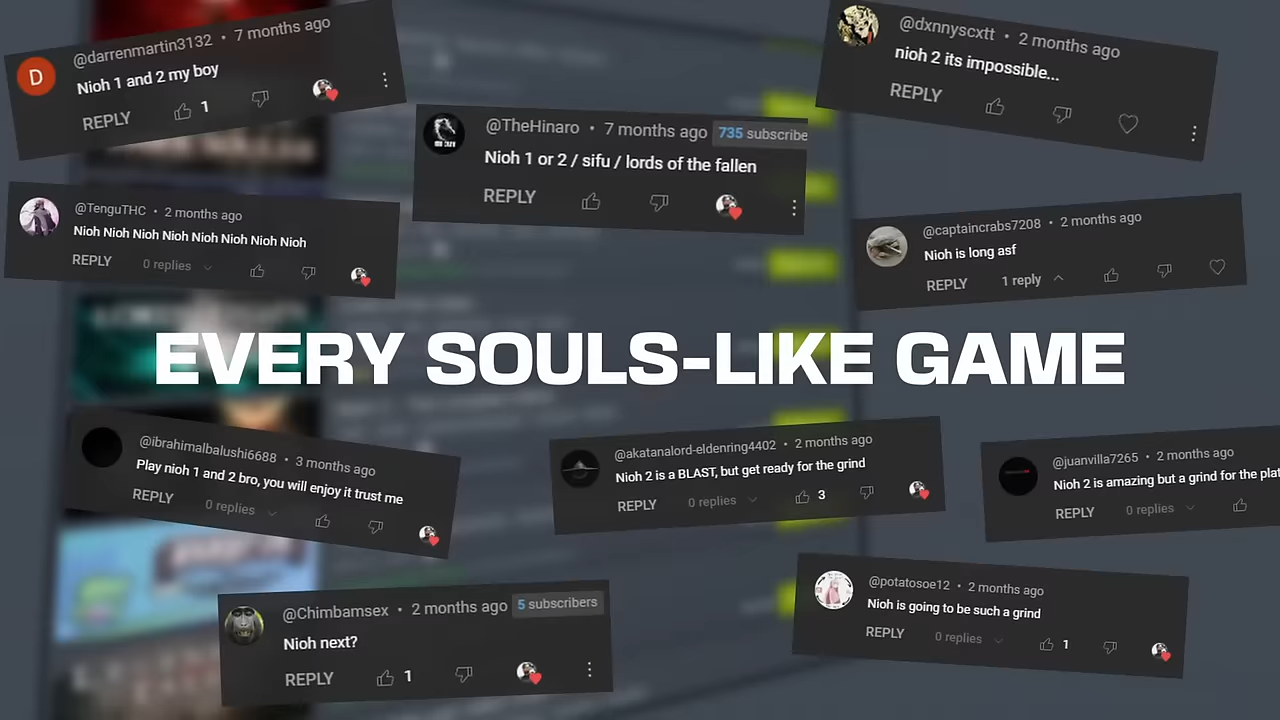 @darrenmartin3132 • 7 months ago
D
Nioh 1 and 2 my boy
REPLY 1
@dxnnyscxtt • 2 months ago
nioh 2 its impossible...
REPLY
@TheHinaro • 7 months ago 735 subscribe
Nioh 1 or 2 / sifu / lords of the fallen
REPLY
@TenguTHC • 2 months ago
Nioh Nioh Nioh Nioh Nioh Nioh Nioh Nioh
REPLY 0 replies
@captaincrabs7208 • 2 months ago
Nioh is long asf
REPLY 1 reply
EVERY SOULS-LIKE GAME
@ibrahimalbalushi6688 • 3 months ago
Play nioh 1 and 2 bro, you will enjoy it trust me
REPLY 0 replies
@akatanalord-eldenring4402 • 2 months ago
Nioh 2 is a BLAST, but get ready for the grind
REPLY 0 replies 3
@juanvilla7265 • 2 months ago
Nioh 2 is amazing but a grind for the plat
REPLY 0 replies
@Chimbamsex • 2 months ago 5 subscribers
Nioh next?
REPLY 1
@potatosoe12 • 2 months ago
Nioh is going to be such a grind
REPLY 0 replies 1